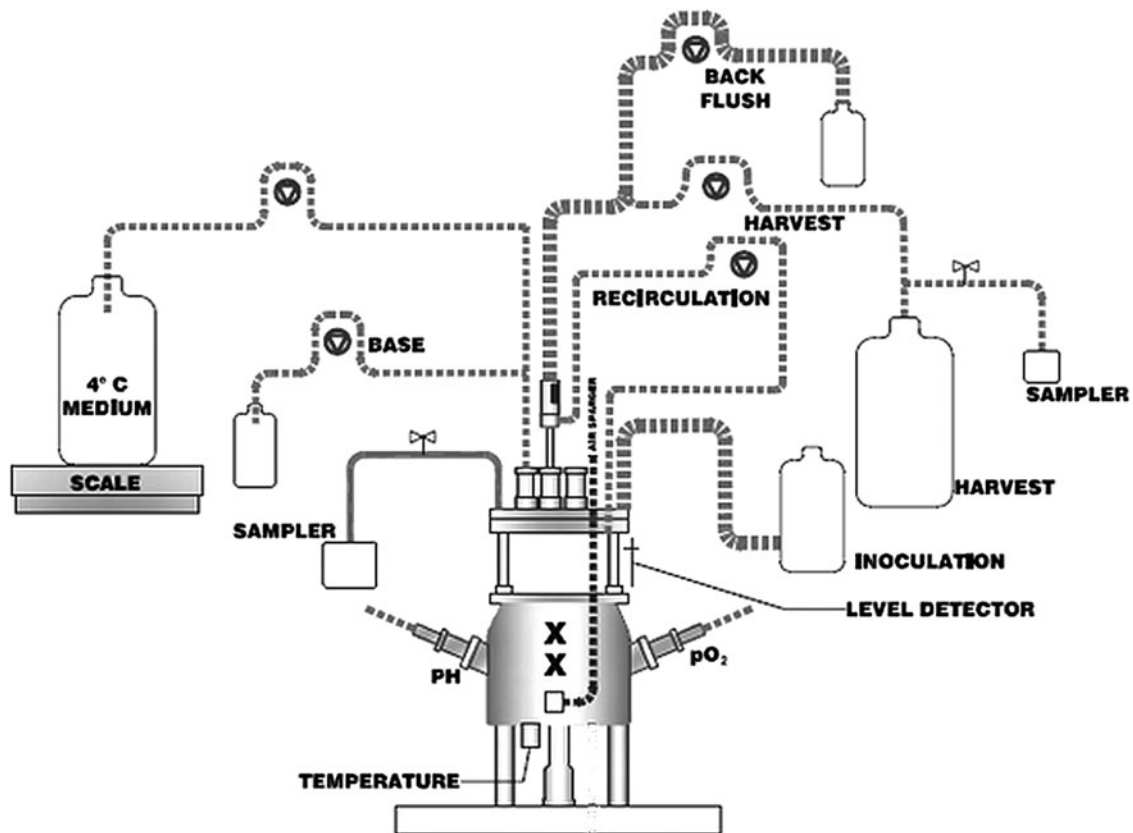 BACK
FLUSH
HARVEST
RECIRCULATION
BASE
4° C
MEDIUM
SCALE
AIR SPARGER
SAMPLER
SAMPLER
HARVEST
INOCULATION
LEVEL DETECTOR
X
X
PH
pO₂
TEMPERATURE